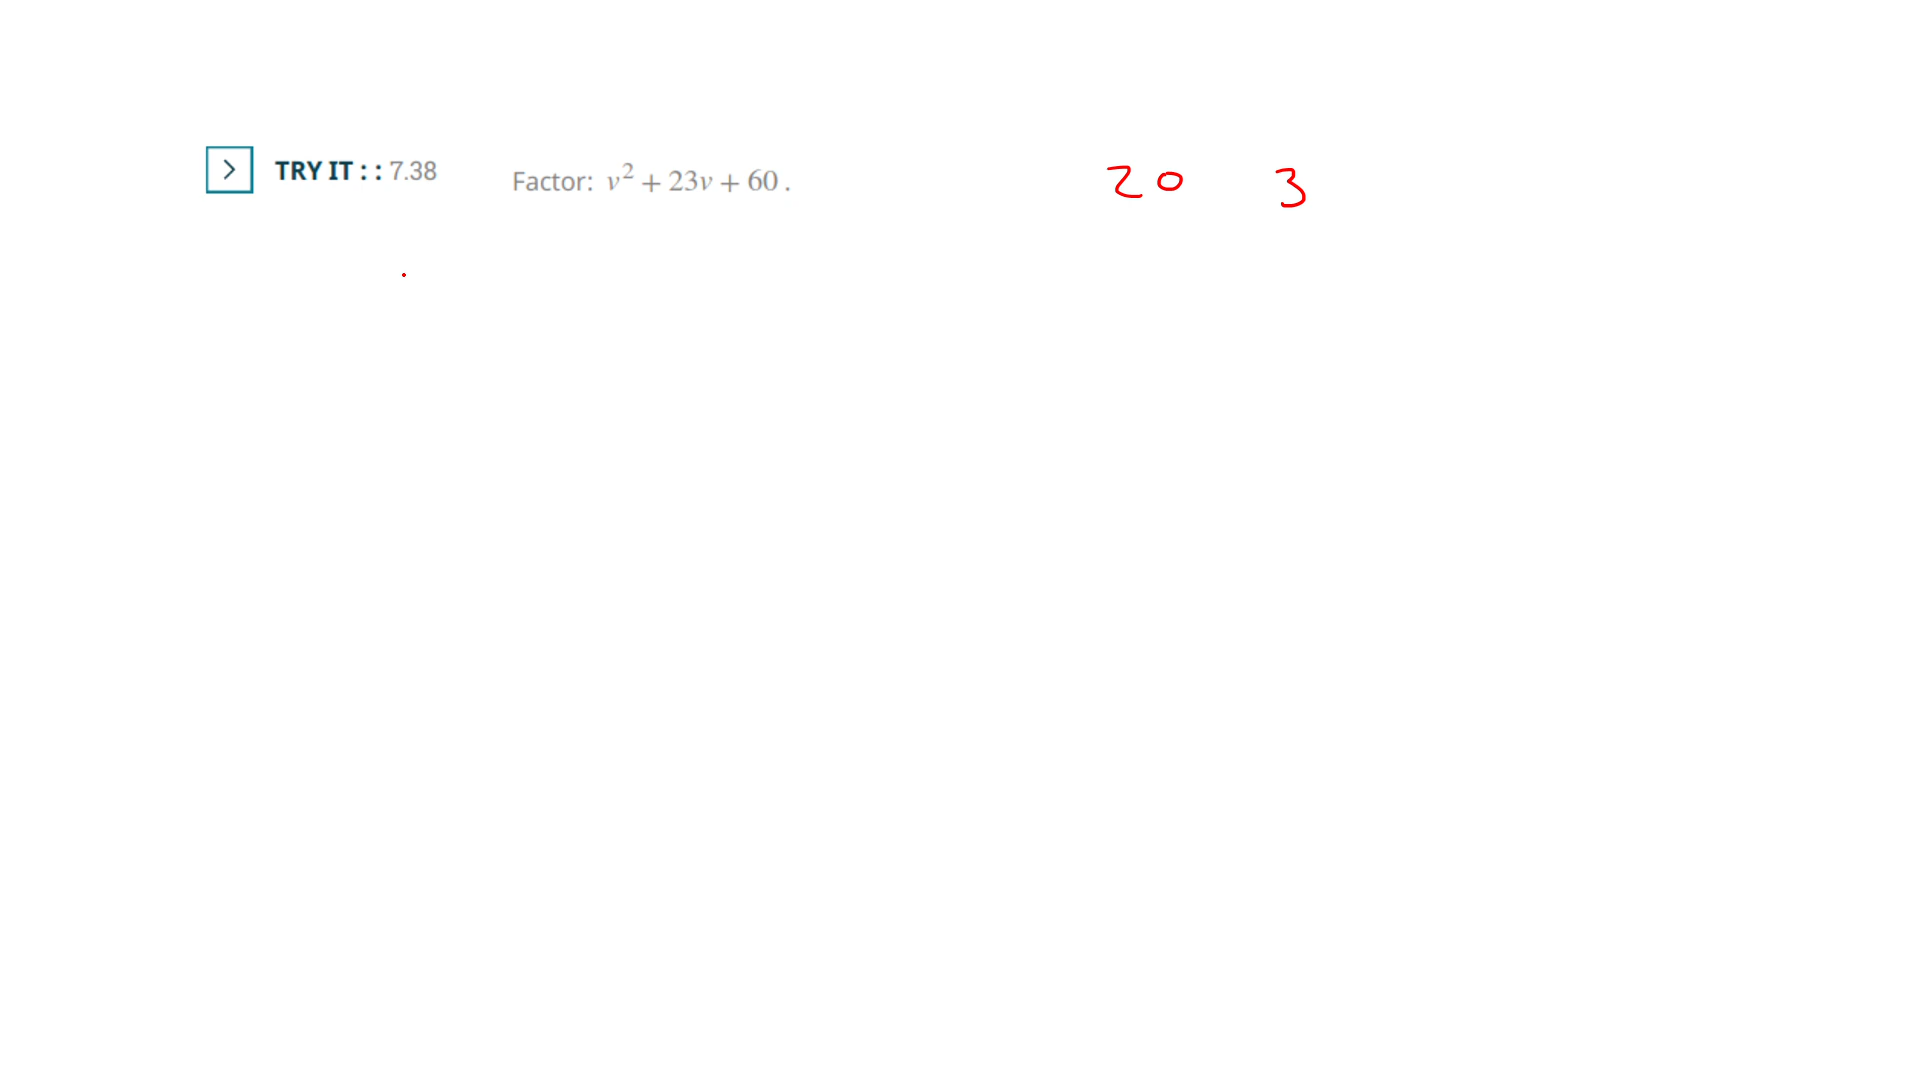 > TRY IT : : 7.38 Factor: v² + 23v + 60 . 20 3